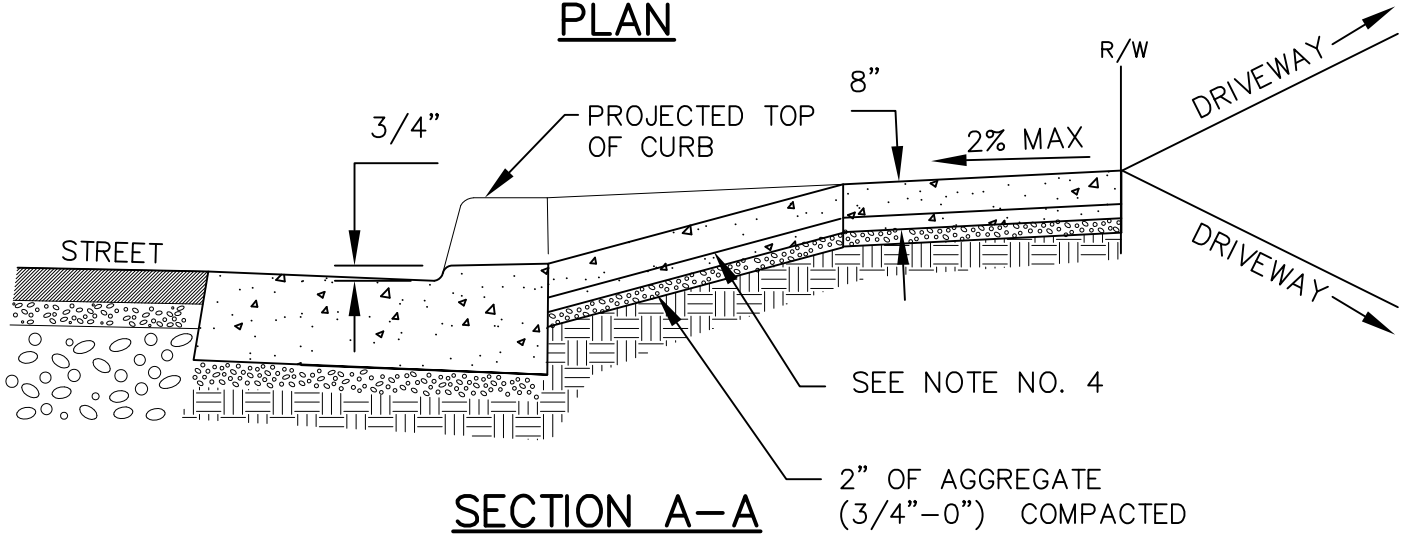 PLAN
R/W
DRIVEWAY
8”
3/4”
PROJECTED TOP
OF CURB
2% MAX
STREET
DRIVEWAY
SEE NOTE NO. 4
2” OF AGGREGATE
(3/4”–0”) COMPACTED
SECTION A–A